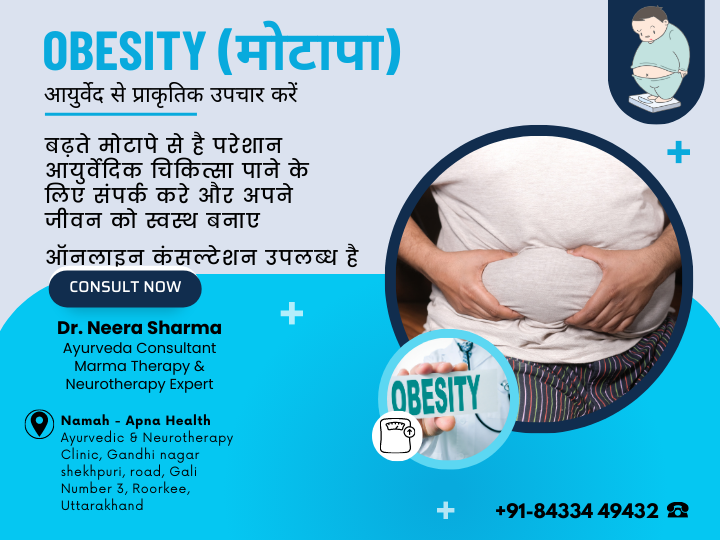 OBESITY (मोटापा)
आयुर्वेद से प्राकृतिक उपचार करें
बढ़ते मोटापे से है परेशान
आयुर्वेदिक चिकित्सा पाने के
लिए संपर्क करे और अपने
जीवन को स्वस्थ बनाए
ऑनलाइन कंसल्टेशन उपलब्ध है
CONSULT NOW
Dr. Neera Sharma
Ayurveda Consultant
Marma Therapy &
Neurotherapy Expert
Namah - Apna Health
Ayurvedic & Neurotherapy
Clinic, Gandhi nagar
shekhpuri, road, Gali
Number 3, Roorkee,
Uttarakhand
OBESITY
+91-84334 49432